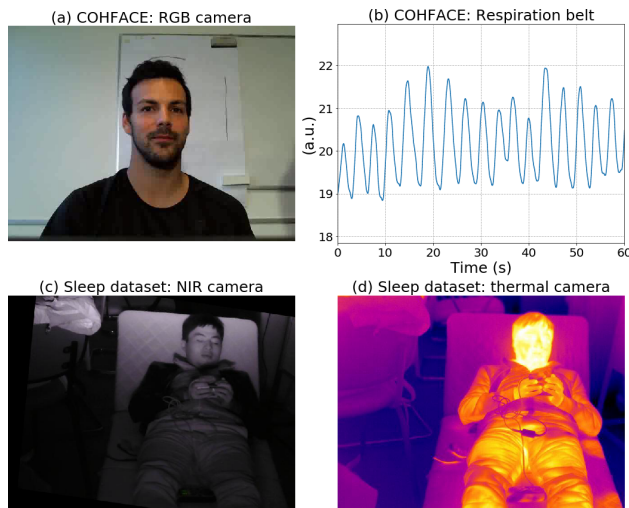 (a) COHFACE: RGB camera
(b) COHFACE: Respiration belt
22
21
20
19
18
(a.u.)
0 10 20 30 40 50 60
Time (s)
(c) Sleep dataset: NIR camera
(d) Sleep dataset: thermal camera